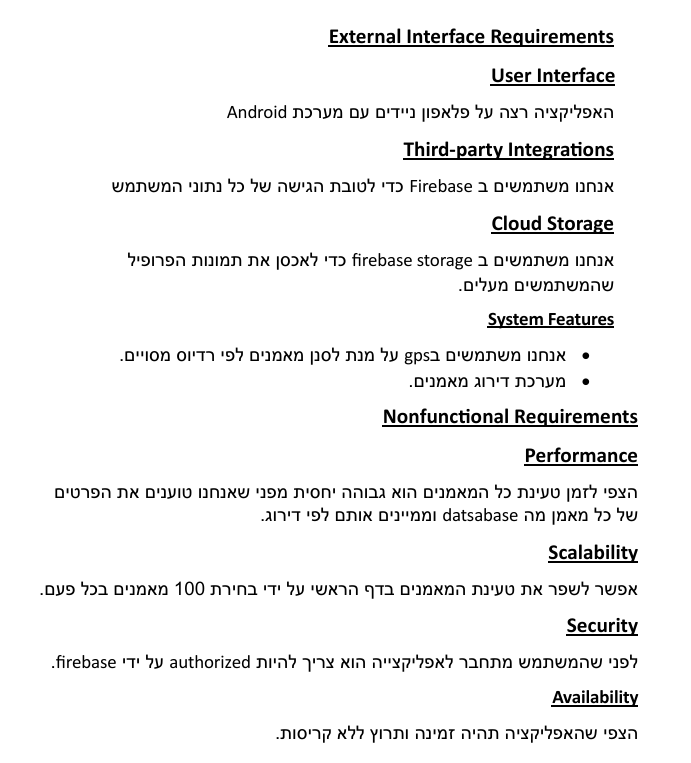 External Interface Requirements
User Interface
האפליקציה רצה על פלאפון ניידים עם מערכת Android
Third-party Integrations
אנחנו משתמשים ב Firebase כדי לטובת הגישה של כל נתוני המשתמש
Cloud Storage
אנחנו משתמשים ב firebase storage כדי לאכסן את תמונות הפרופיל
שהמשתמשים מעלים.
System Features
• אנחנו משתמשים בgps על מנת לסנן מאמנים לפי רדיוס מסויים.
• מערכת דירוג מאמנים.
Nonfunctional Requirements
Performance
הצפי לזמן טעינת כל המאמנים הוא גבוהה יחסית מפני שאנחנו טוענים את הפרטים
של כל מאמן מה datsabase וממיינים אותם לפי דירוג.
Scalability
אפשר לשפר את טעינת המאמנים בדף הראשי על ידי בחירת 100 מאמנים בכל פעם.
Security
לפני שהמשתמש מתחבר לאפליקצייה הוא צריך להיות authorized על ידי firebase.
Availability
הצפי שהאפליקציה תהיה זמינה ותרוץ ללא קריסות.